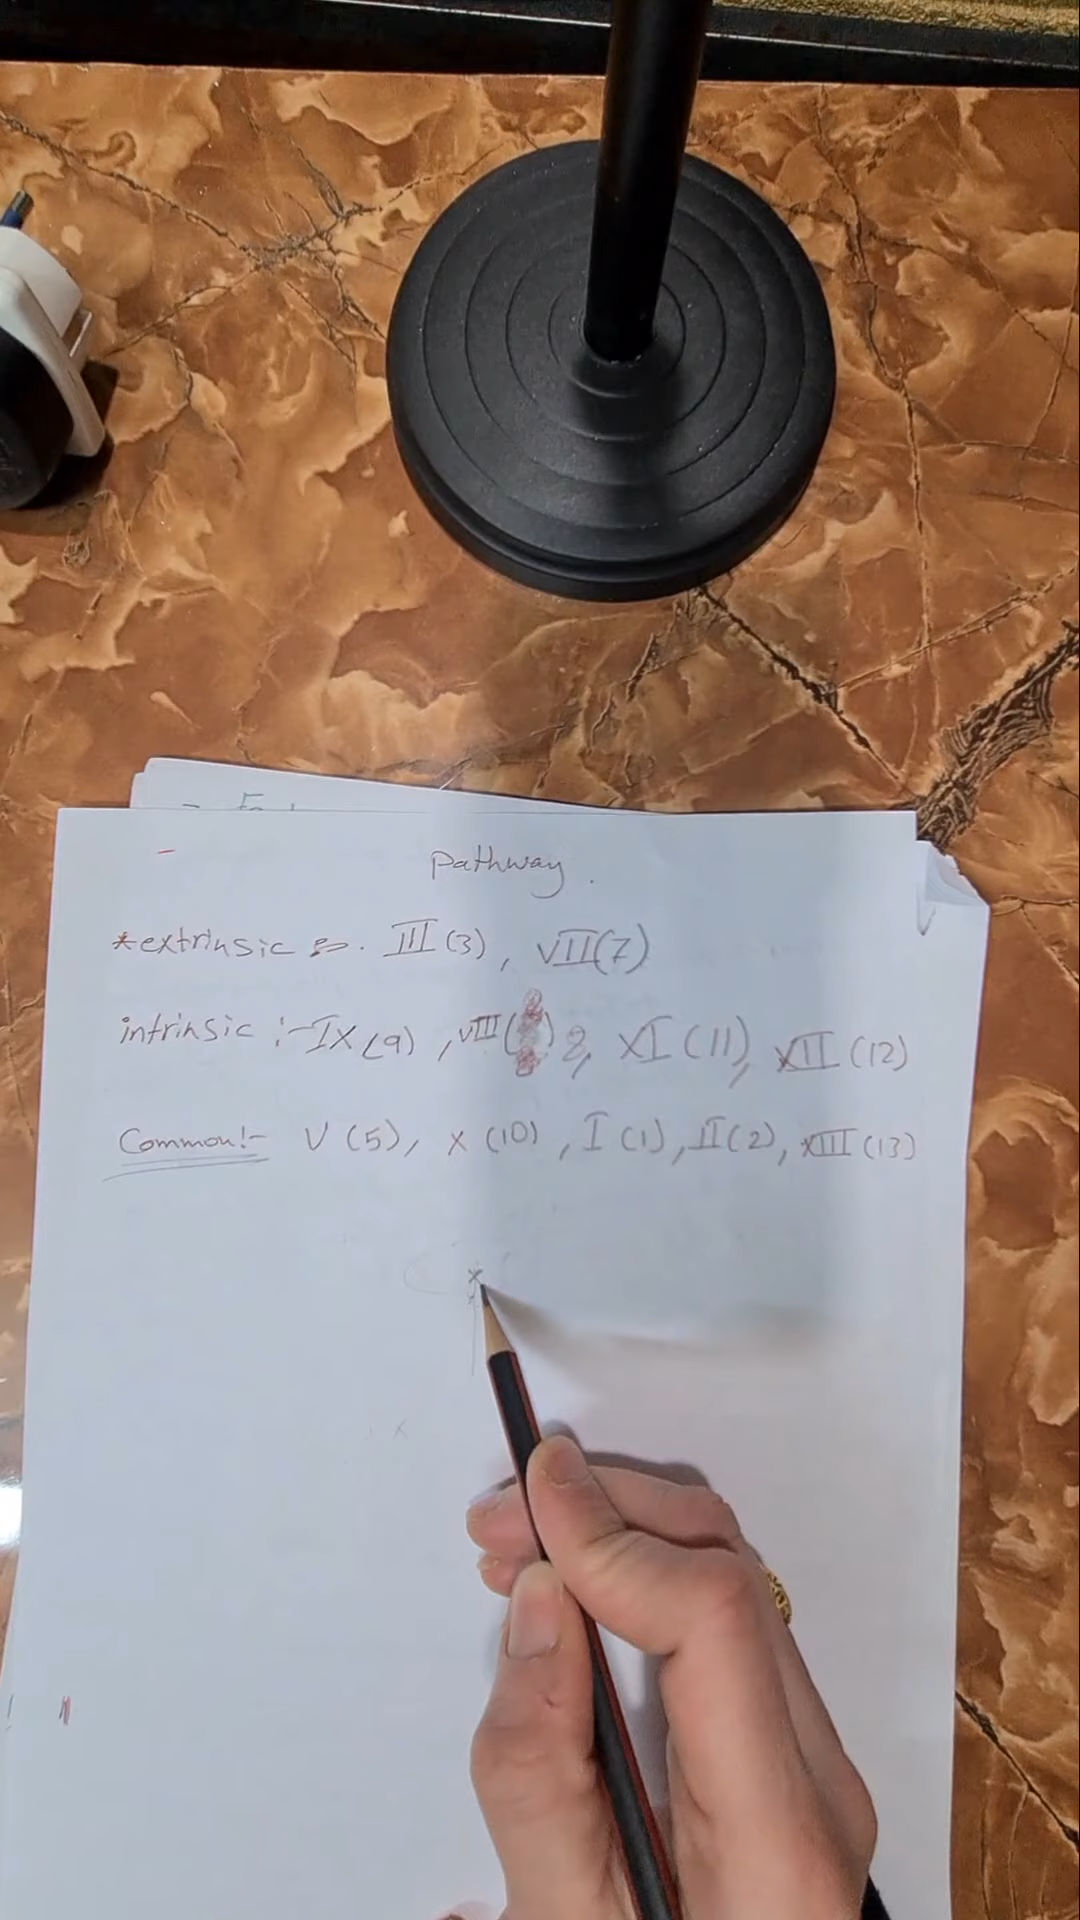 Pathway.
*extrinsic :- III (3), VII(7)
intrinsic :- IX (9), VIII ( ) 8, XI (11), XII (12)
Common:- V (5), X (10), I (1), II (2), XIII (13)
x
x